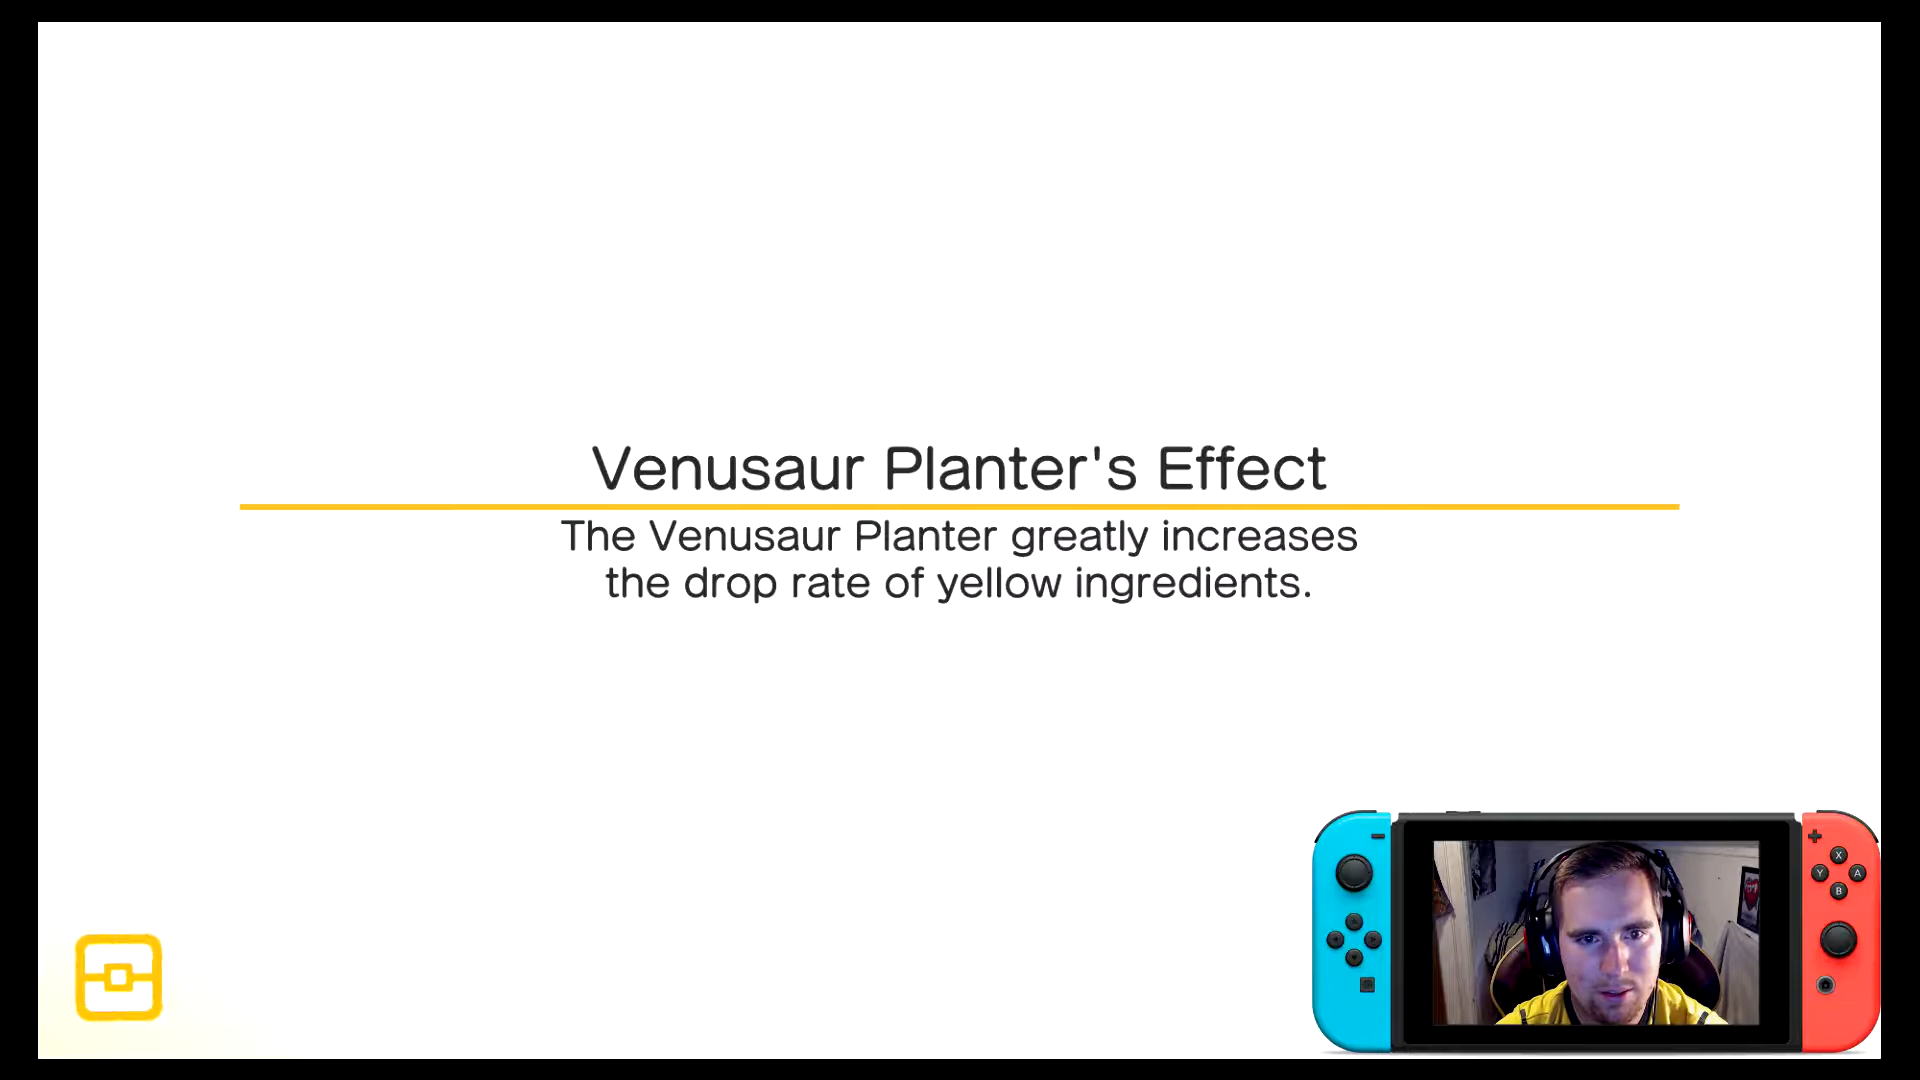 Venusaur Planter's Effect
The Venusaur Planter greatly increases
the drop rate of yellow ingredients.
X
Y A
B